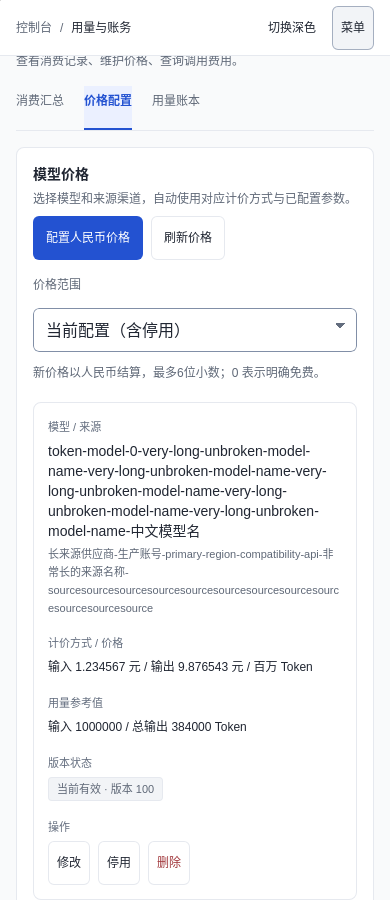 控制台 / 用量与账务
切换深色
菜单
查看消费记录、维护价格、查询调用费用。
消费汇总
价格配置
用量账本
模型价格
选择模型和来源渠道，自动使用对应计价方式与已配置参数。
配置人民币价格
刷新价格
价格范围
当前配置（含停用）
新价格以人民币结算，最多6位小数；0 表示明确免费。
模型 / 来源
token-model-0-very-long-unbroken-model-
name-very-long-unbroken-model-name-very-
long-unbroken-model-name-very-long-
unbroken-model-name-very-long-unbroken-
model-name-中文模型名
长来源供应商-生产账号-primary-region-compatibility-api-非
常长的来源名称-
sourcesourcesourcesourcesourcesourcesourcesourcesourc
esourcesourcesource
计价方式 / 价格
输入 1.234567 元 / 输出 9.876543 元 / 百万 Token
用量参考值
输入 1000000 / 总输出 384000 Token
版本状态
当前有效 · 版本 100
操作
修改
停用
删除